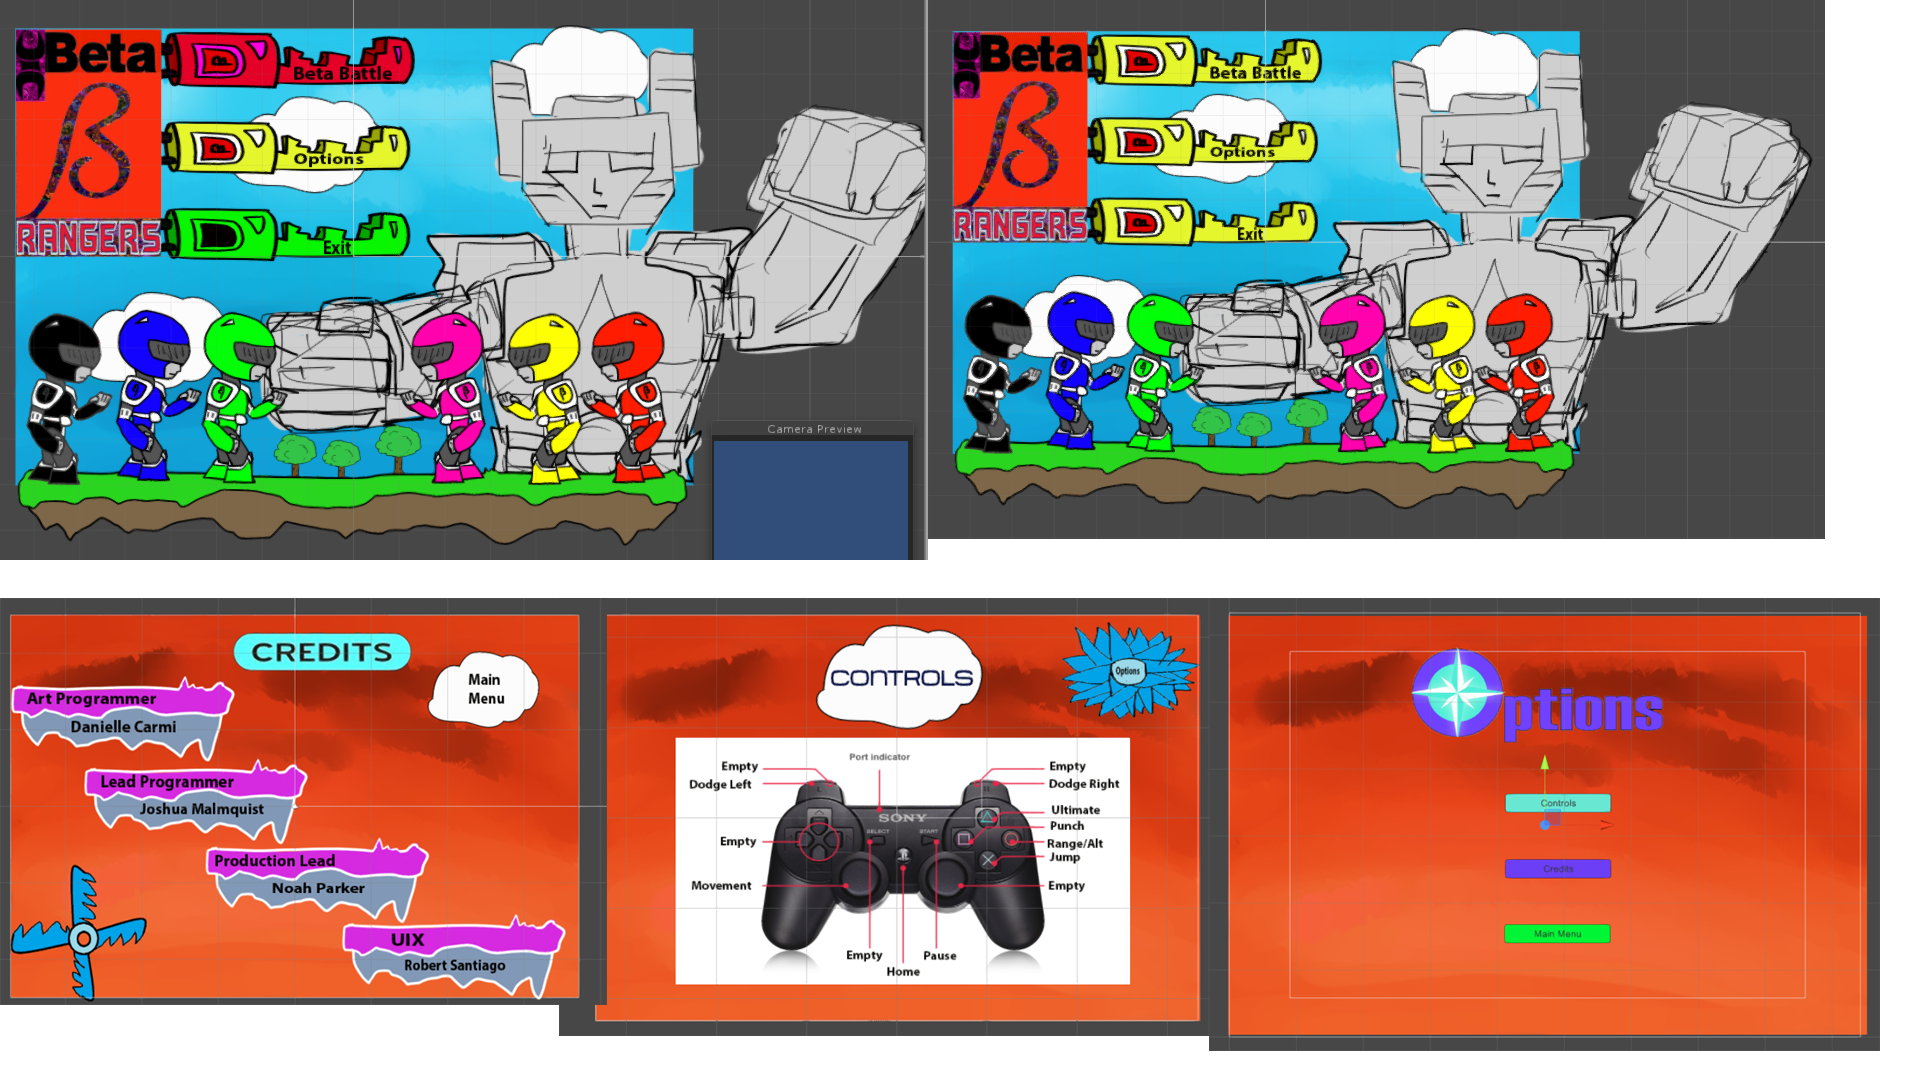 Beta
Beta Battle
Options
RANGERS
Exit
Camera Preview
Beta
Beta Battle
Options
RANGERS
Exit
CREDITS
Main
Menu
Art Programmer
Danielle Carmi
Lead Programmer
Joshua Malmquist
Production Lead
Noah Parker
UIX
Robert Santiago
CONTROLS
Options
Port indicator
Empty
Dodge Left
Empty
Dodge Right
Ultimate
Punch
Range/Alt
Jump
SONY
SELECT
START
Empty
Movement
Empty
Empty
Pause
Home
ptions
Controls
Credits
Main Menu